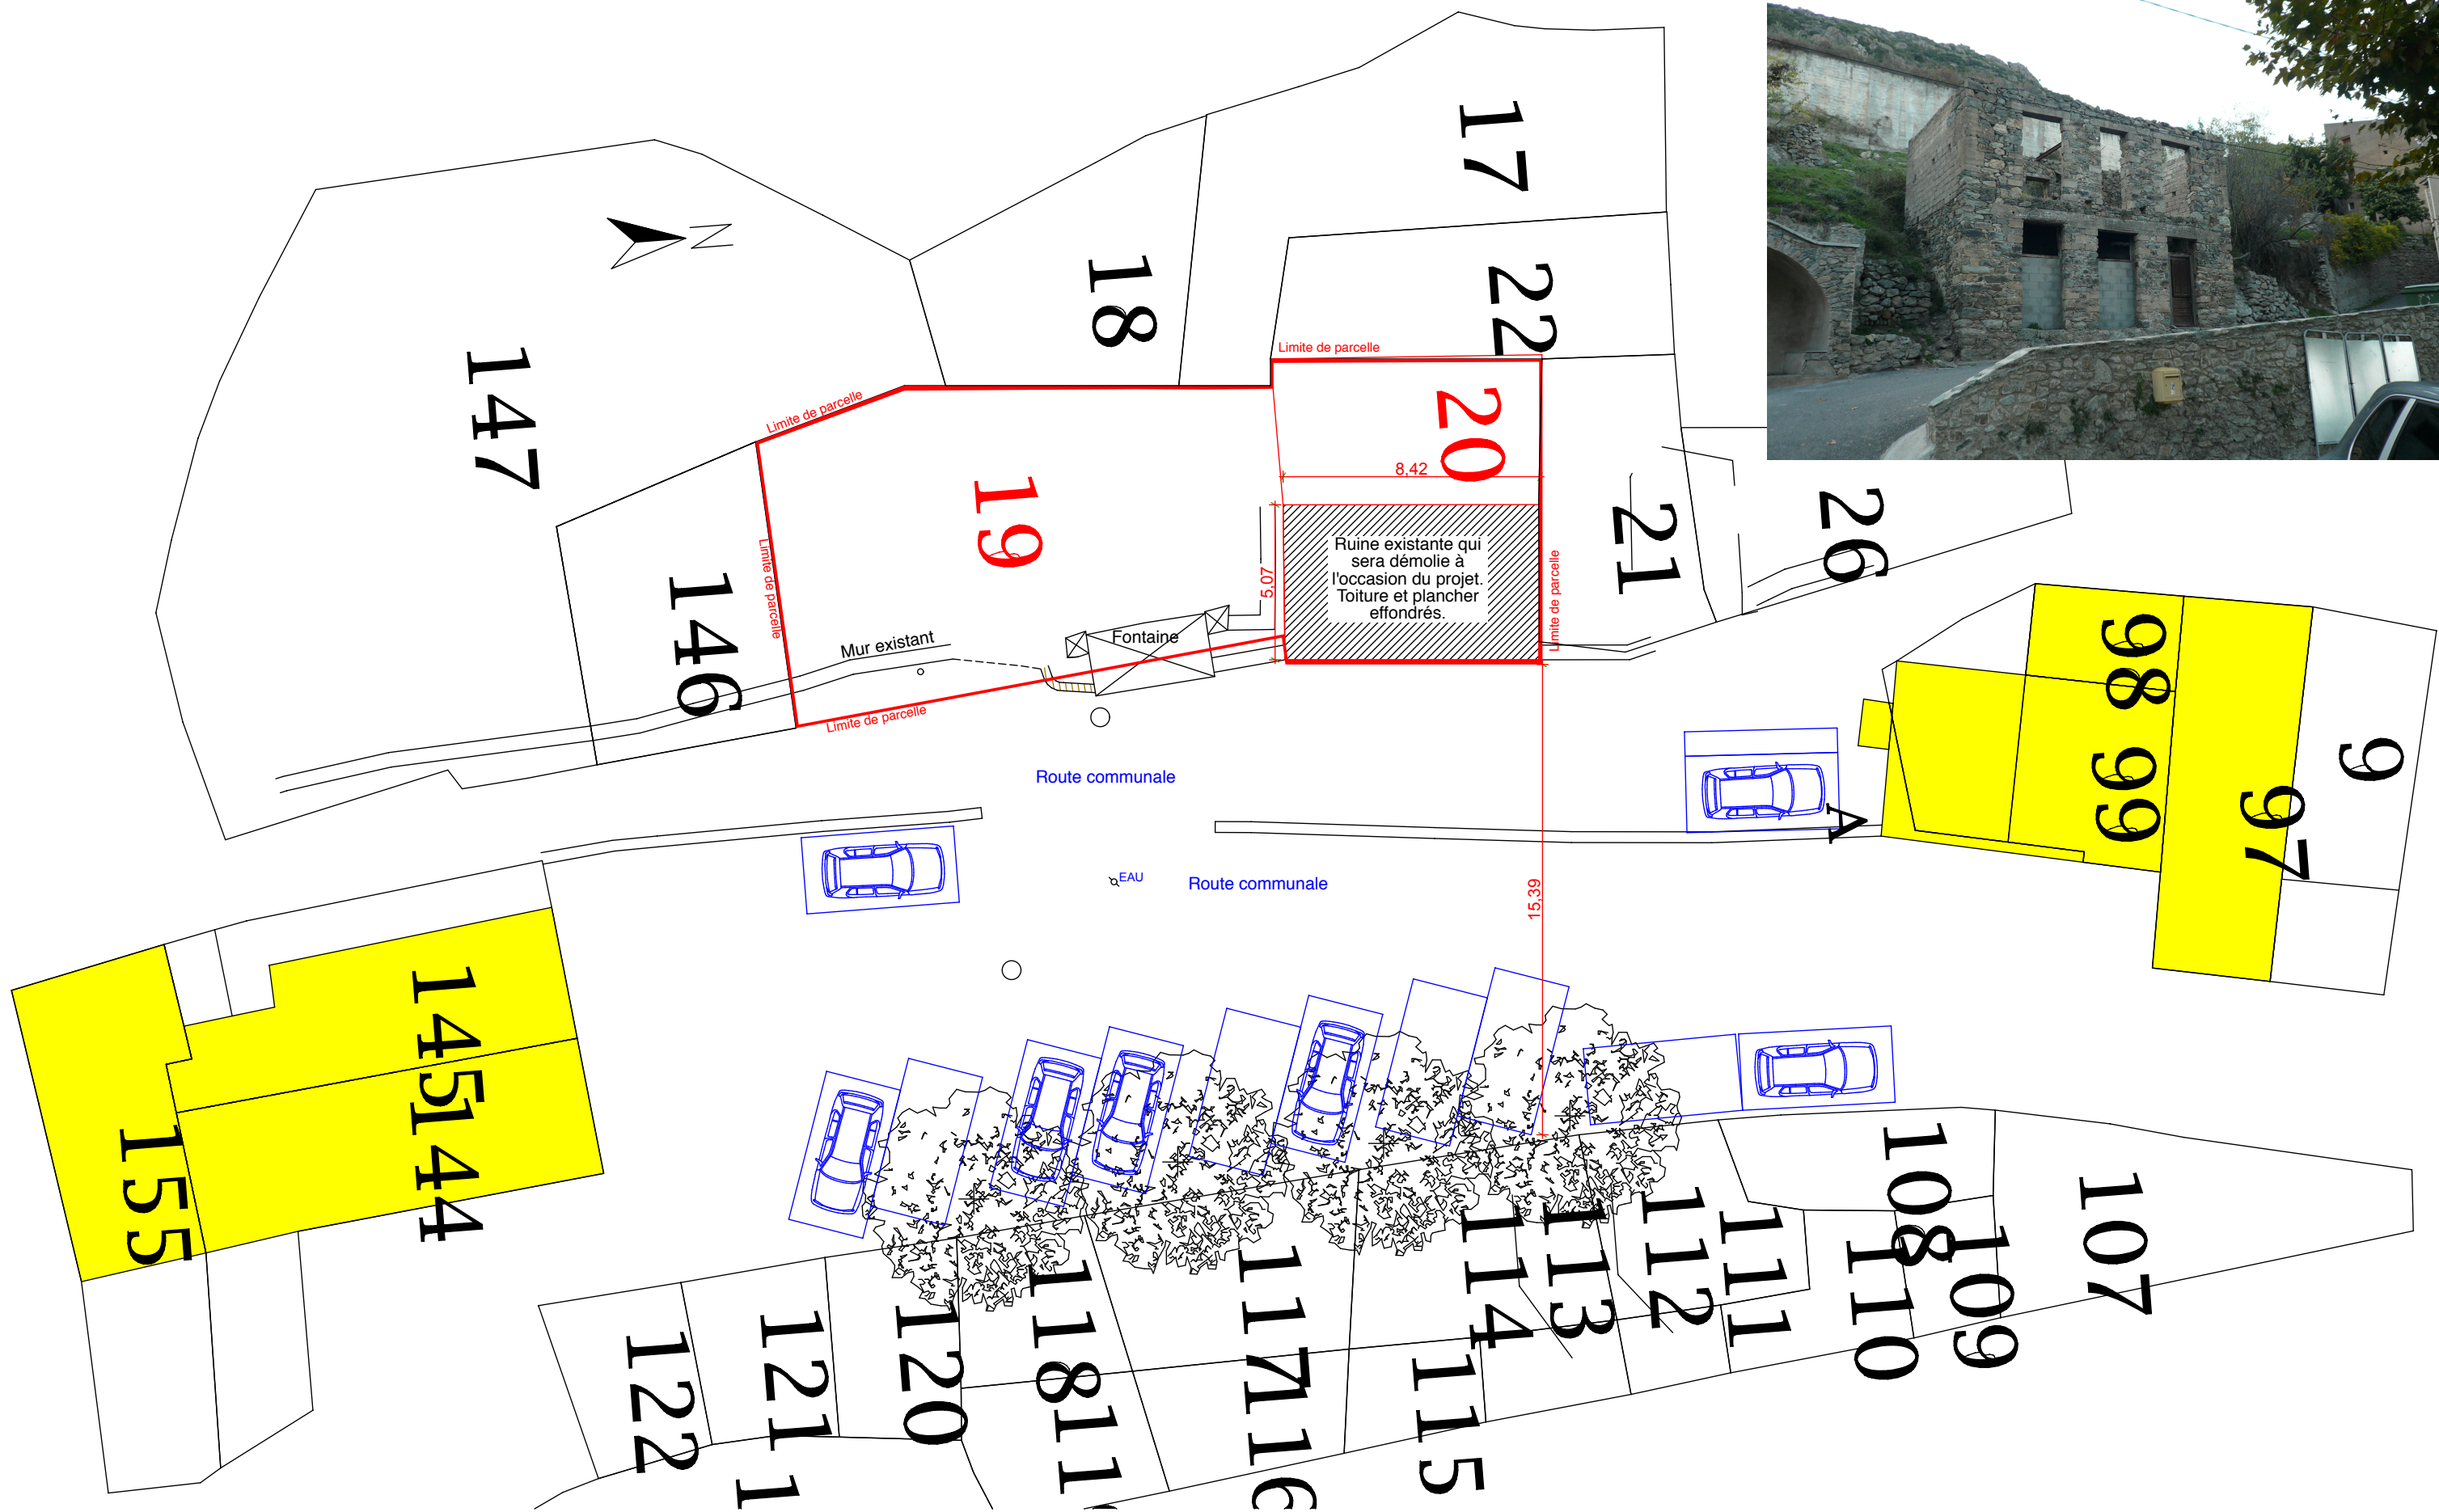 17
N
18
22
Limite de parcelle
147
Limite de parcelle
20
8,42
19
21
26
Ruine existante qui
sera démolie à
l'occasion du projet.
Toiture et plancher
effondrés.
5,07
Limite de parcelle
Limite de parcelle
146
Mur existant
Fontaine
Limite de parcelle
98
99
9
97
Route communale
A
EAU
Route communale
15,39
145
144
155
114
113
112
111
108
110
109
107
122
121
120
118
117
116
115